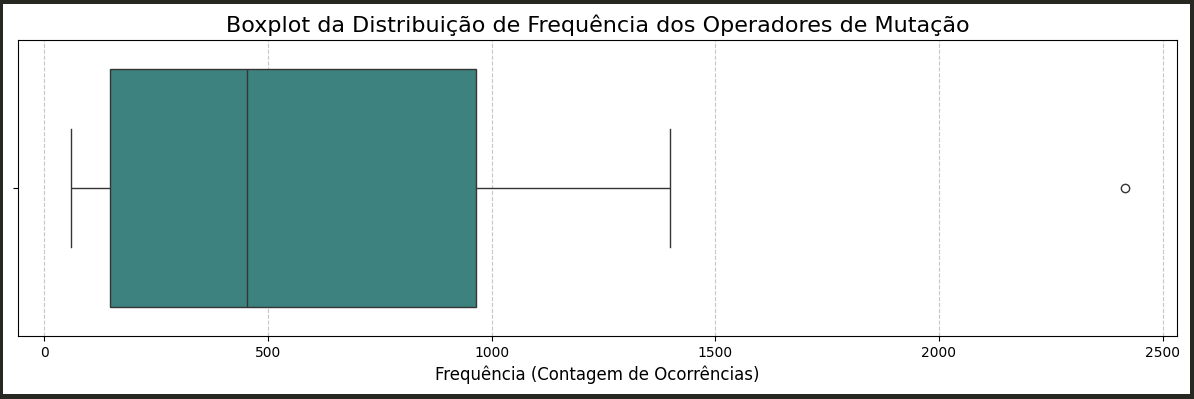 Boxplot da Distribuição de Frequência dos Operadores de Mutação
0 500 1000 1500 2000 2500
Frequência (Contagem de Ocorrências)